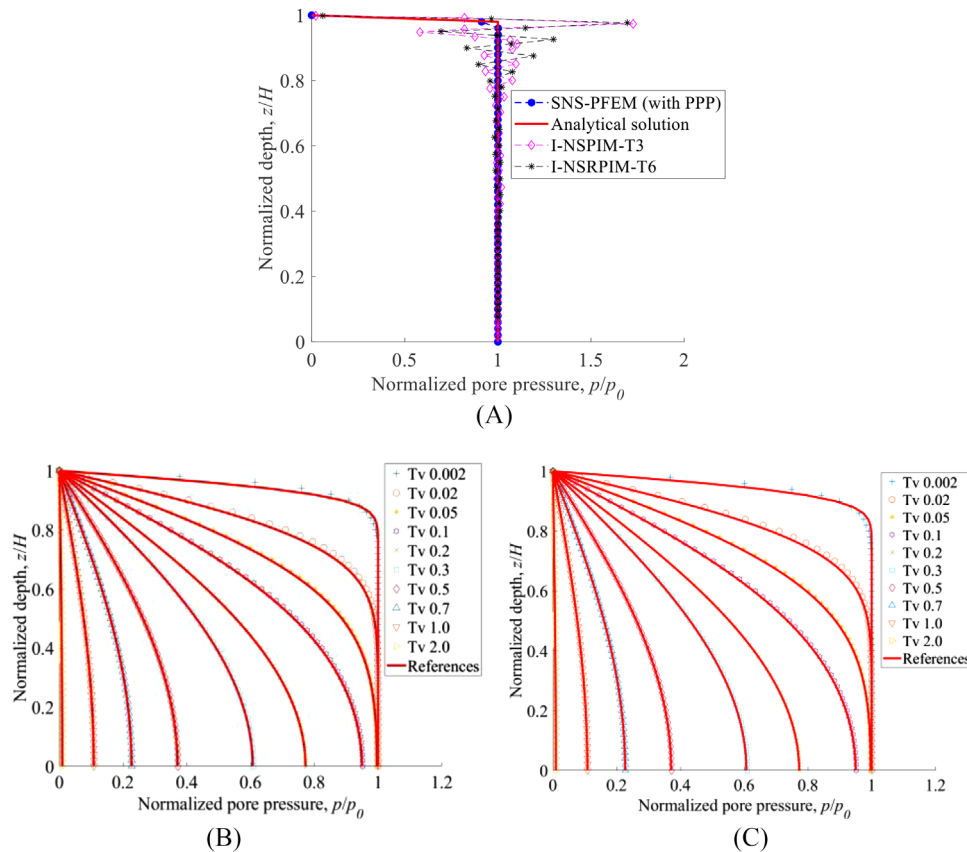 1
0.8
0.6
0.4
0.2
0
Normalized depth, z/H
SNS-PFEM (with PPP)
Analytical solution
I-NSPIM-T3
I-NSRPIM-T6
0
0.5
1
1.5
2
Normalized pore pressure, p/p0
(A)
1
0.8
0.6
0.4
0.2
0
Normalized depth, z/H
Tv 0.002
Tv 0.02
Tv 0.05
Tv 0.1
Tv 0.2
Tv 0.3
Tv 0.5
Tv 0.7
Tv 1.0
Tv 2.0
References
0
0.2
0.4
0.6
0.8
1
1.2
Normalized pore pressure, p/p0
(B)
1
0.8
0.6
0.4
0.2
0
Normalized depth, z/H
Tv 0.002
Tv 0.02
Tv 0.05
Tv 0.1
Tv 0.2
Tv 0.3
Tv 0.5
Tv 0.7
Tv 1.0
Tv 2.0
References
0
0.2
0.4
0.6
0.8
1
1.2
Normalized pore pressure, p/p0
(C)